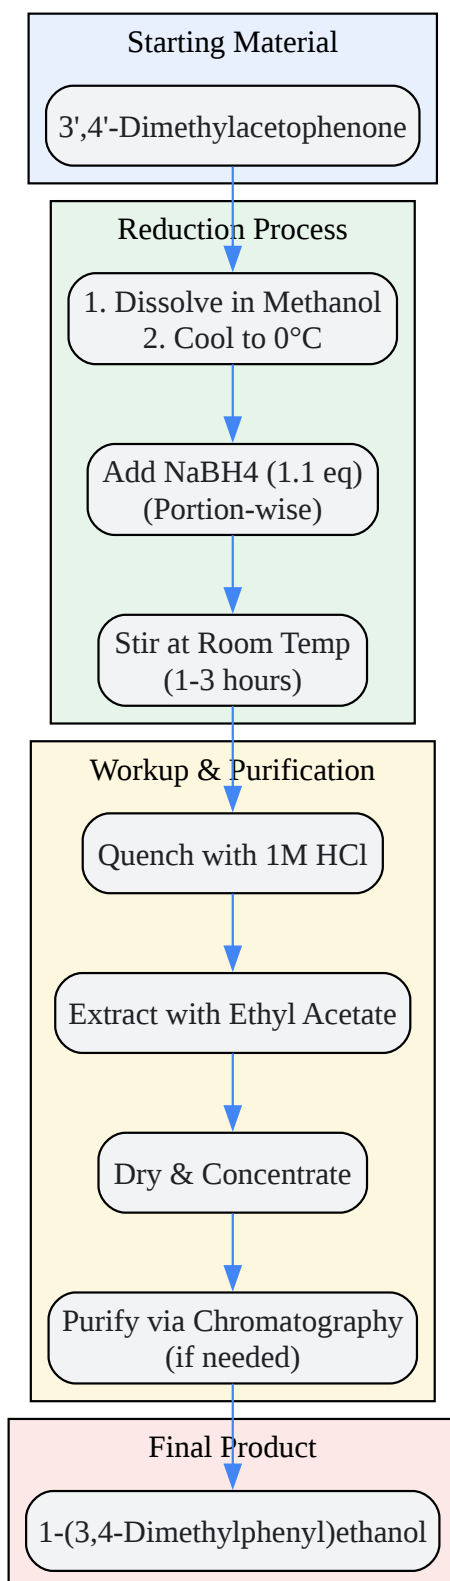 Starting Material
3',4'-Dimethylacetophenone
Reduction Process
1. Dissolve in Methanol
2. Cool to 0°C
Add NaBH4 (1.1 eq)
(Portion-wise)
Stir at Room Temp
(1-3 hours)
Workup & Purification
Quench with 1M HCl
Extract with Ethyl Acetate
Dry & Concentrate
Purify via Chromatography
(if needed)
Final Product
1-(3,4-Dimethylphenyl)ethanol